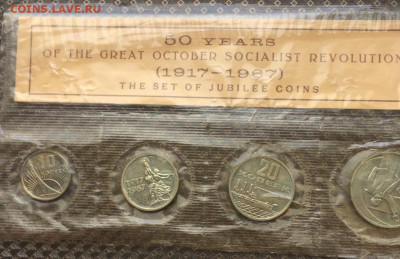 COINS.LAVE.RU
50 YEARS
OF THE GREAT OCTOBER SOCIALIST REVOLUTION
(1917-1967)
THE SET OF JUBILEE COINS
10
20